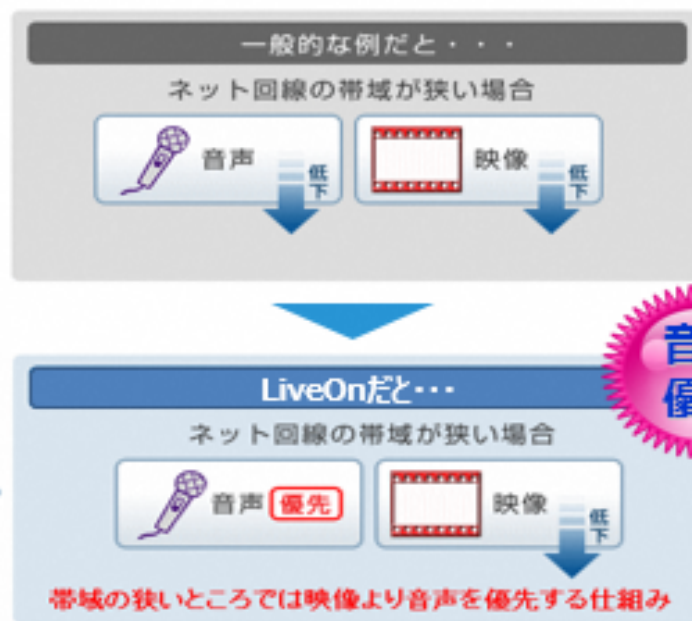 一般的な例だと・・・
ネット回線の帯域が狭い場合
音声
低下
映像
低下
音
優
LiveOnだと・・・
ネット回線の帯域が狭い場合
音声 優先
映像
低下
帯域の狭いところでは映像より音声を優先する仕組み